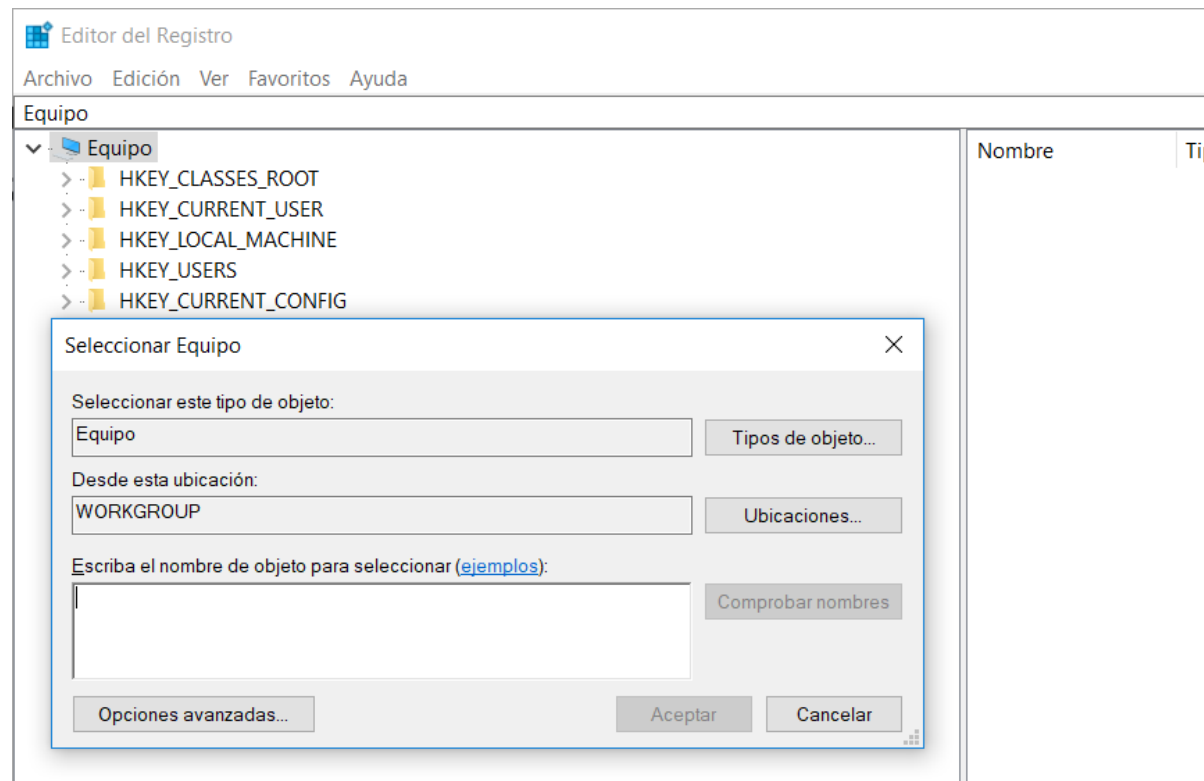 Editor del Registro
Archivo Edición Ver Favoritos Ayuda
Equipo
Equipo
HKEY_CLASSES_ROOT
HKEY_CURRENT_USER
HKEY_LOCAL_MACHINE
HKEY_USERS
HKEY_CURRENT_CONFIG
Nombre
Seleccionar Equipo
Seleccionar este tipo de objeto:
Equipo
Tipos de objeto...
Desde esta ubicación:
WORKGROUP
Ubicaciones...
Escriba el nombre de objeto para seleccionar (ejemplos):
Comprobar nombres
Opciones avanzadas...
Aceptar
Cancelar